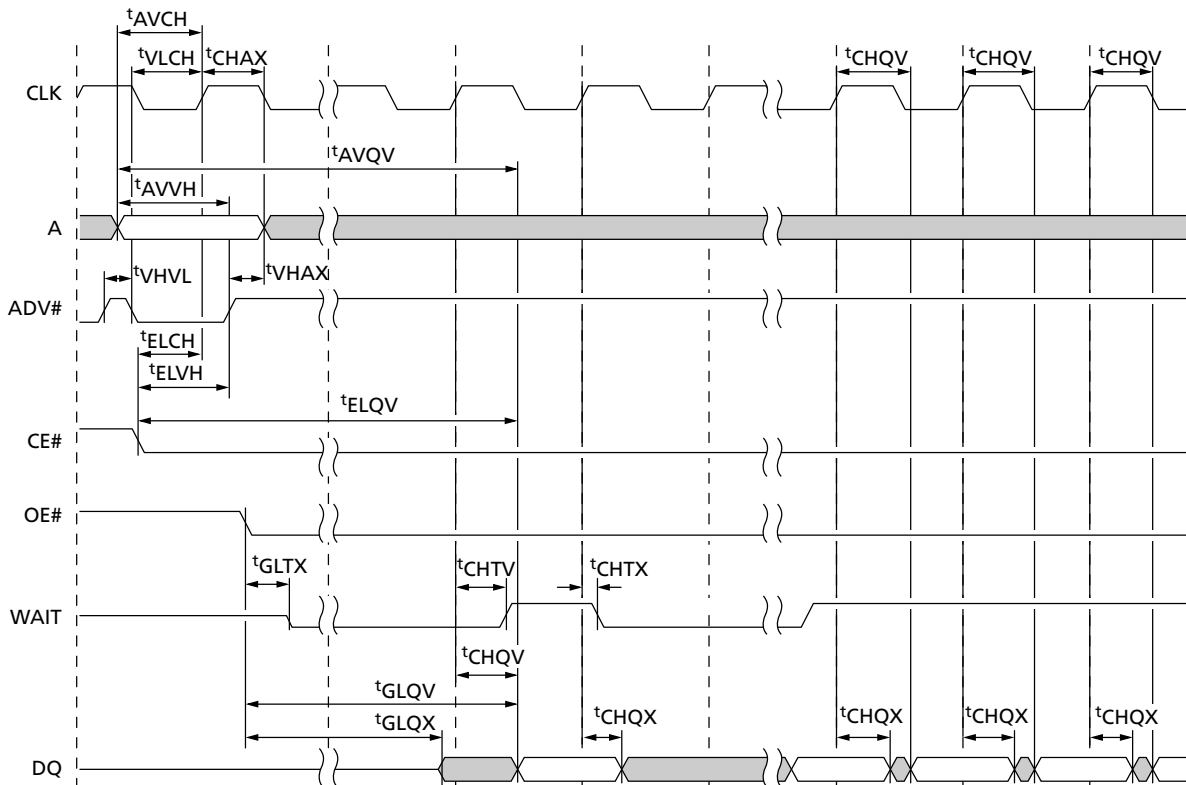 tAVCH
tVLCH tCHAX tCHQV tCHQV tCHQV
CLK
tAVQV
tAVVH
A
tVHVL tVHAX
ADV#
tELCH
tELVH
tELQV
CE#
OE#
tGLTX tCHTV tCHTX
WAIT
tCHQV
tGLQV
tGLQX tCHQX tCHQX tCHQX tCHQX
DQ